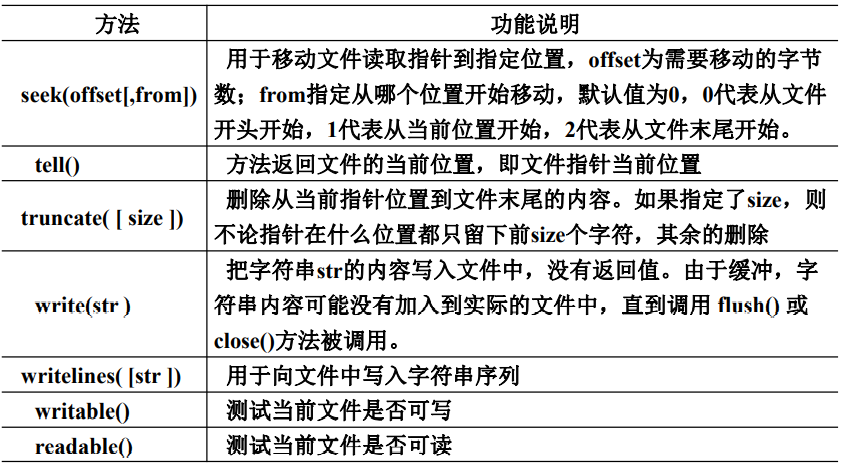 方法 功能说明
seek(offset[,from]) 用于移动文件读取指针到指定位置，offset为需要移动的字节
数；from指定从哪个位置开始移动，默认值为0，0代表从文件
开头开始，1代表从当前位置开始，2代表从文件末尾开始。
tell() 方法返回文件的当前位置，即文件指针当前位置
truncate( [ size ]) 删除从当前指针位置到文件末尾的内容。如果指定了size，则
不论指针在什么位置都只留下前size个字符，其余的删除
write(str ) 把字符串str的内容写入文件中，没有返回值。由于缓冲，字
符串内容可能没有加入到实际的文件中，直到调用 flush() 或
close()方法被调用。
writelines( [str ]) 用于向文件中写入字符串序列
writable() 测试当前文件是否可写
readable() 测试当前文件是否可读